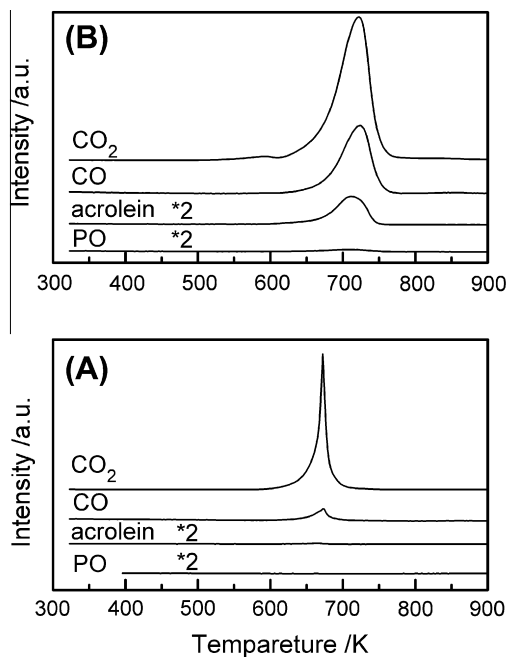 (B)
Intensity /a.u.
CO2
CO
acrolein *2
PO *2
300 400 500 600 700 800 900
(A)
Intensity /a.u.
CO2
CO
acrolein *2
PO *2
300 400 500 600 700 800 900
Tempareture /K